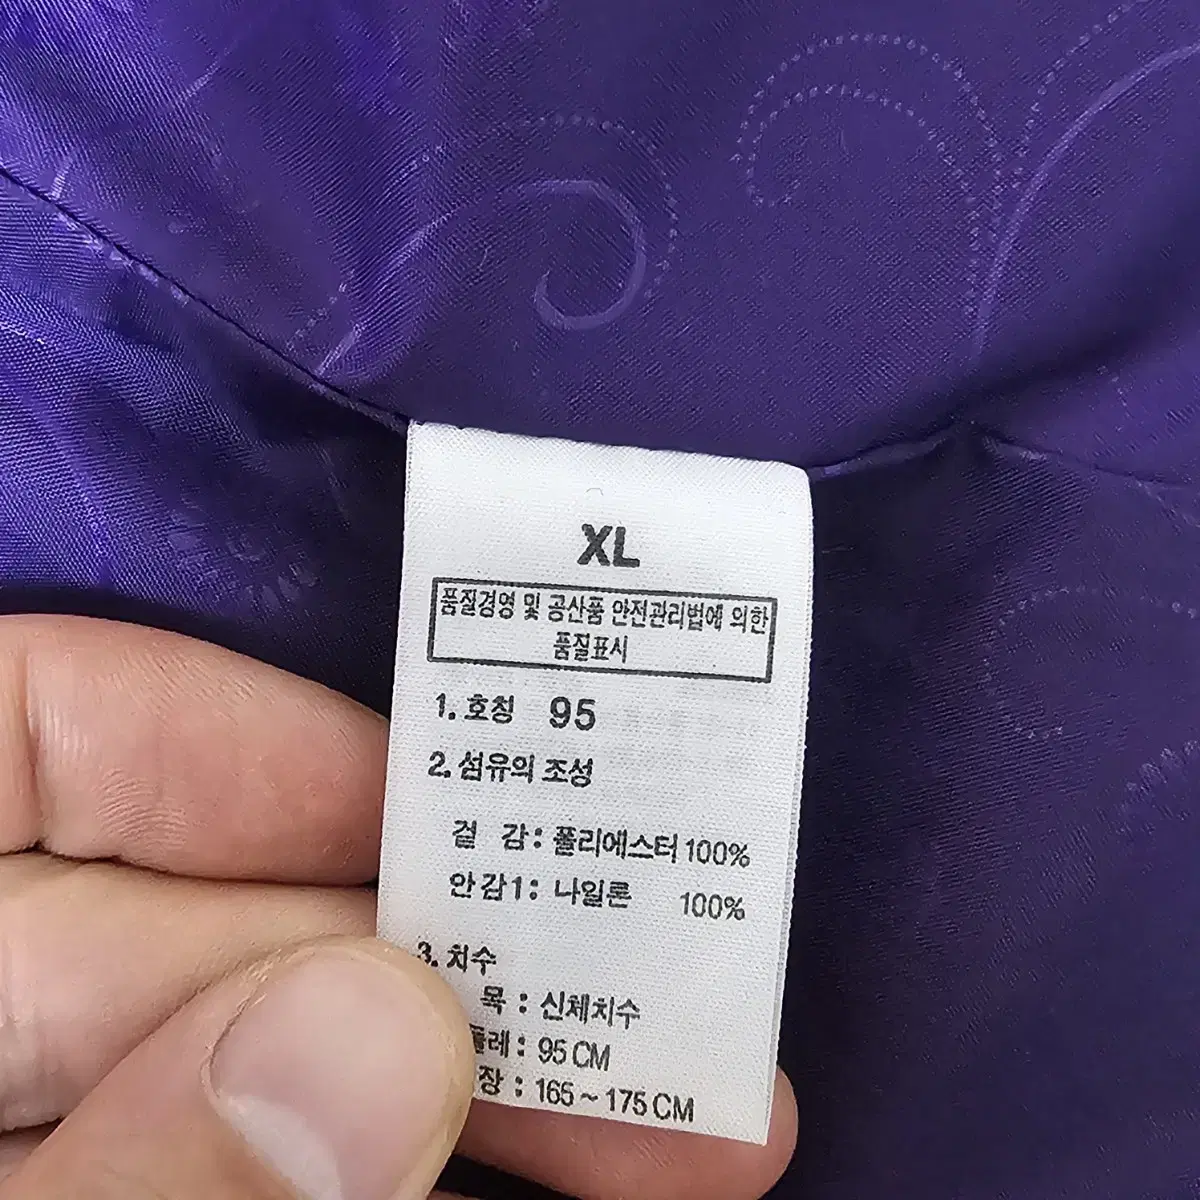 XL
품질경영 및 공산품 안전관리법에 의한
품질표시
1. 호칭 95
2. 섬유의 조성
겉 감 : 폴리에스터 100%
안감1 : 나일론 100%
3. 치수
목 : 신체치수
둘레 : 95 CM
장 : 165 ~ 175 CM